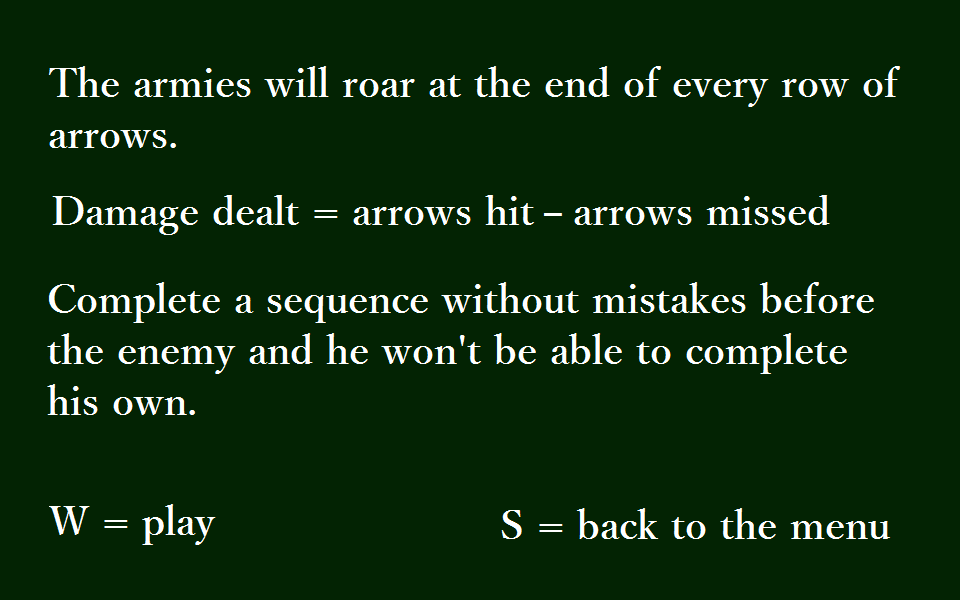 The armies will roar at the end of every row of
arrows.
Damage dealt = arrows hit – arrows missed
Complete a sequence without mistakes before
the enemy and he won't be able to complete
his own.
W = play
S = back to the menu